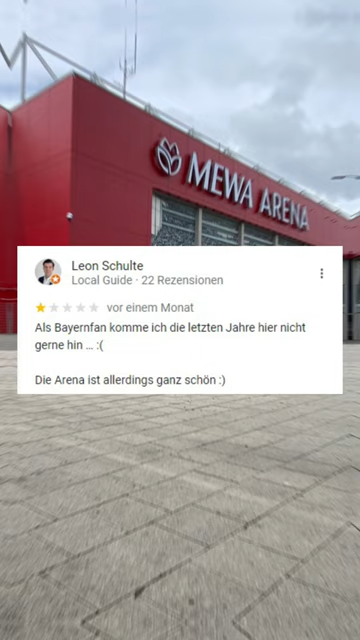 MEWA ARENA
Leon Schulte
Local Guide · 22 Rezensionen
vor einem Monat
Als Bayernfan komme ich die letzten Jahre hier nicht
gerne hin … :(
Die Arena ist allerdings ganz schön :)